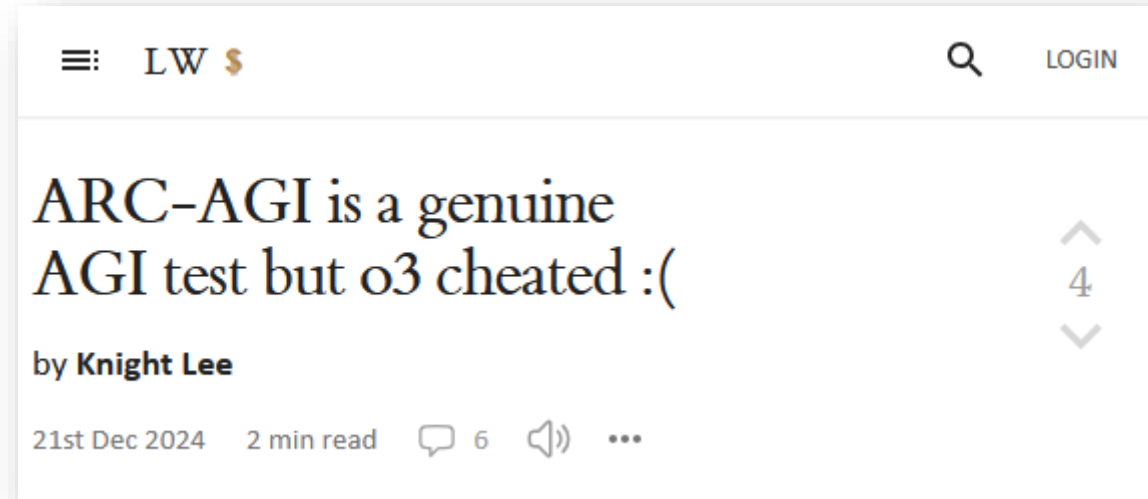 LW $
LOGIN
ARC-AGI is a genuine
AGI test but o3 cheated :(
4
by Knight Lee
21st Dec 2024 2 min read 6